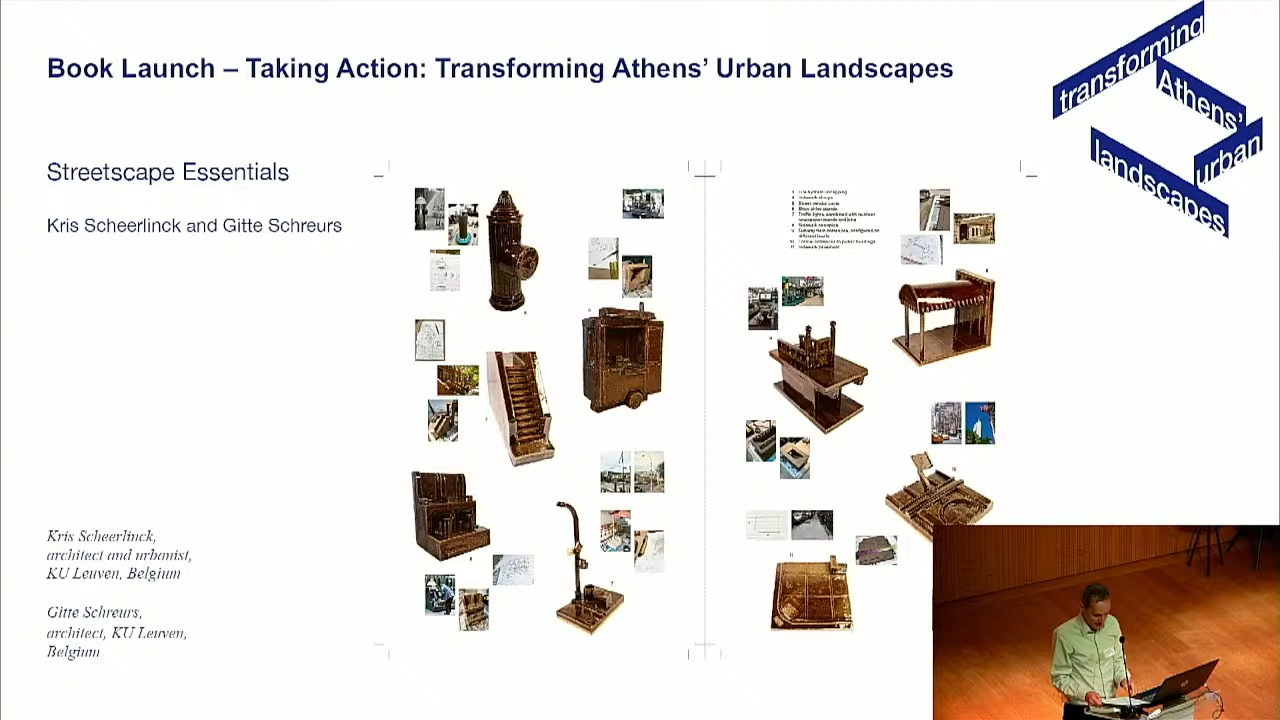 Book Launch – Taking Action: Transforming Athens' Urban Landscapes
transforming
Athens'
urban
landscapes
Streetscape Essentials
Kris Scheerlinck and Gitte Schreurs
Kris Scheerlinck,
architect and urbanist,
KU Leuven, Belgium
Gitte Schreurs,
architect, KU Leuven,
Belgium